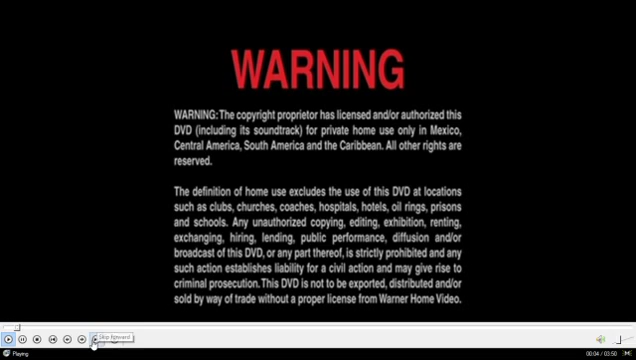 WARNING
WARNING: The copyright proprietor has licensed and/or authorized this
DVD (including its soundtrack) for private home use only in Mexico,
Central America, South America and the Caribbean. All other rights are
reserved.
The definition of home use excludes the use of this DVD at locations
such as clubs, churches, coaches, hospitals, hotels, oil rings, prisons
and schools. Any unauthorized copying, editing, exhibition, renting,
exchanging, hiring, lending, public performance, diffusion and/or
broadcast of this DVD, or any part thereof, is strictly prohibited and any
such action establishes liability for a civil action and may give rise to
criminal prosecution. This DVD is not to be exported, distributed and/or
sold by way of trade without a proper license from Warner Home Video.
Skip Forward
Playing
00:04 / 03:50